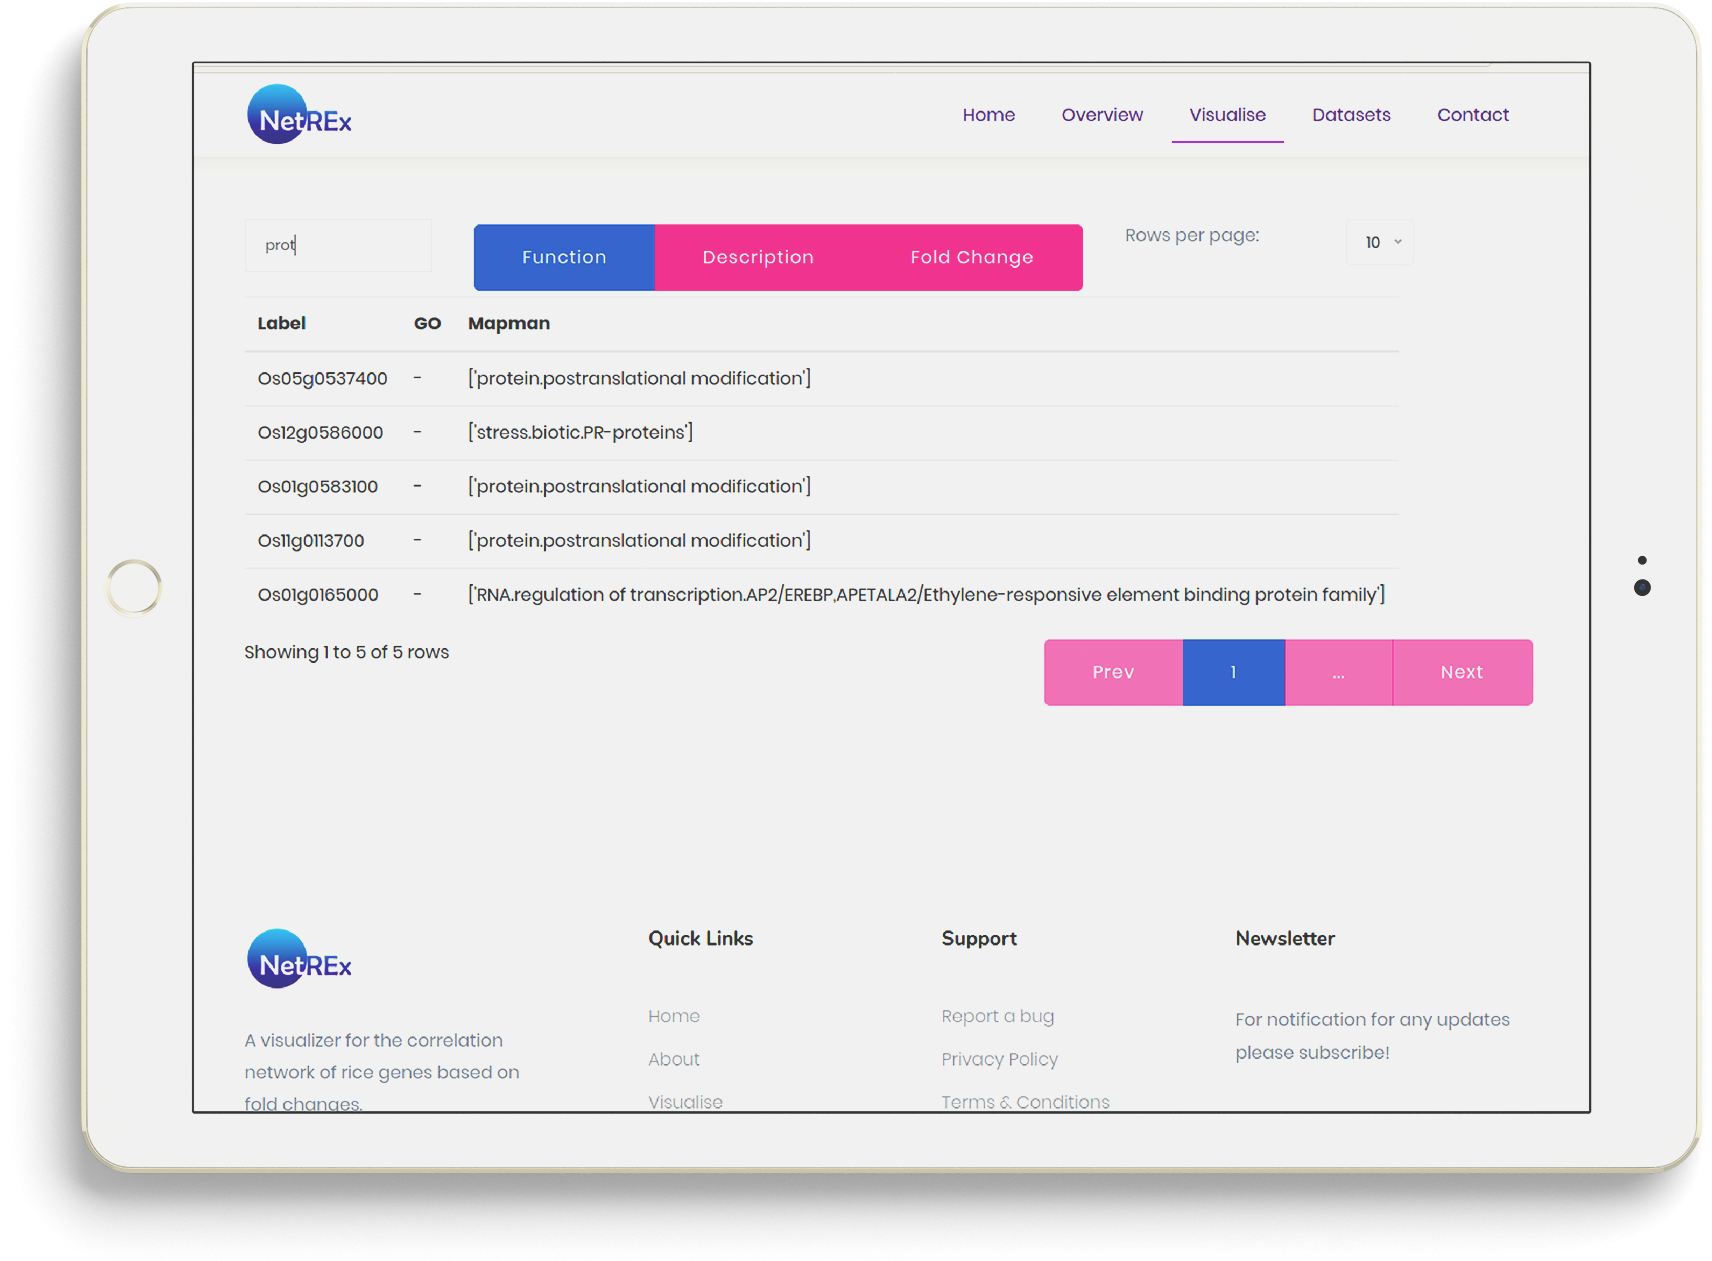 NetREx
Home Overview Visualise Datasets Contact
prot
Function Description Fold Change
Rows per page: 10
Label GO Mapman
Os05g0537400 - ['protein.postranslational modification']
Os12g0586000 - ['stress.biotic.PR-proteins']
Os01g0583100 - ['protein.postranslational modification']
Os11g0113700 - ['protein.postranslational modification']
Os01g0165000 - ['RNA.regulation of transcription.AP2/EREBP,APETALA2/Ethylene-responsive element binding protein family']
Showing 1 to 5 of 5 rows
Prev 1 ... Next
NetREx
A visualizer for the correlation
network of rice genes based on
fold changes.
Quick Links
Home
About
Visualise
Support
Report a bug
Privacy Policy
Terms & Conditions
Newsletter
For notification for any updates
please subscribe!